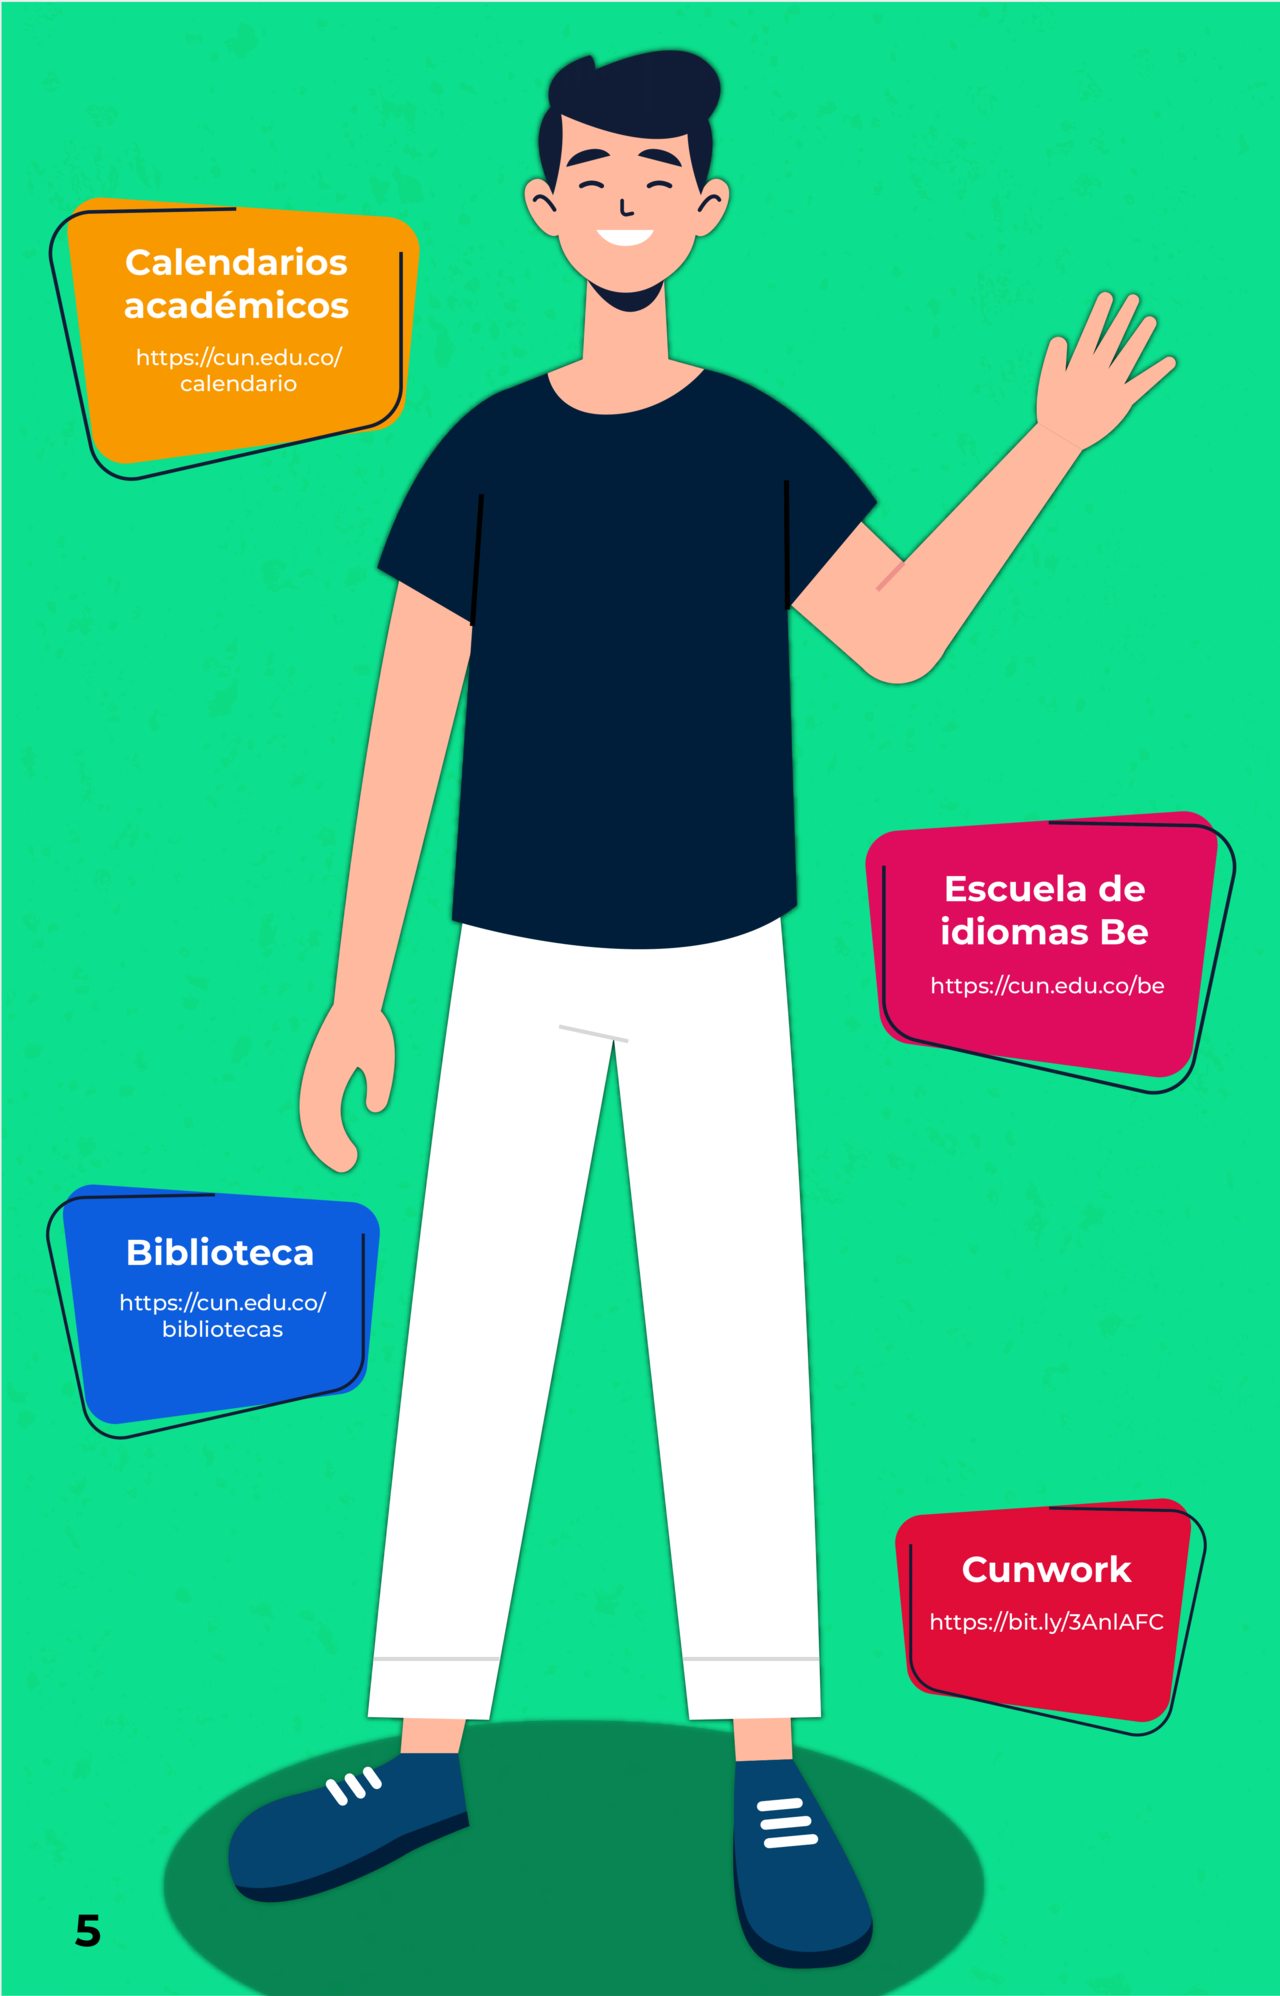 Calendarios
académicos
https://cun.edu.co/
calendario
Escuela de
idiomas Be
https://cun.edu.co/be
Biblioteca
https://cun.edu.co/
bibliotecas
Cunwork
https://bit.ly/3AnlAFC
5